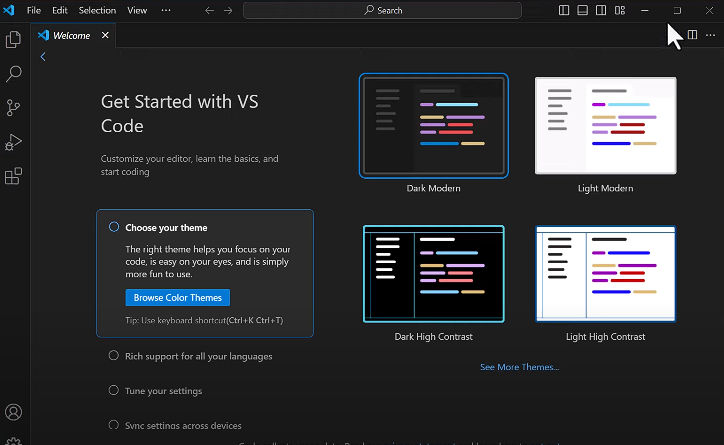 File Edit Selection View ...
Search
Welcome
Get Started with VS
Code
Customize your editor, learn the basics, and
start coding
Choose your theme
The right theme helps you focus on your
code, is easy on your eyes, and is simply
more fun to use.
Browse Color Themes
Tip: Use keyboard shortcut(Ctrl+K Ctrl+T)
Rich support for all your languages
Tune your settings
Sync settings across devices
Dark Modern
Light Modern
Dark High Contrast
Light High Contrast
See More Themes...